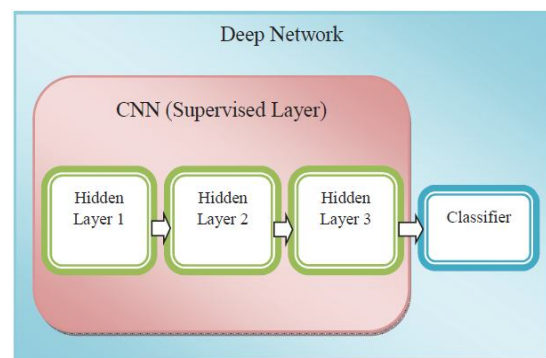 Deep Network
CNN (Supervised Layer)
Hidden
Layer 1
Hidden
Layer 2
Hidden
Layer 3
Classifier